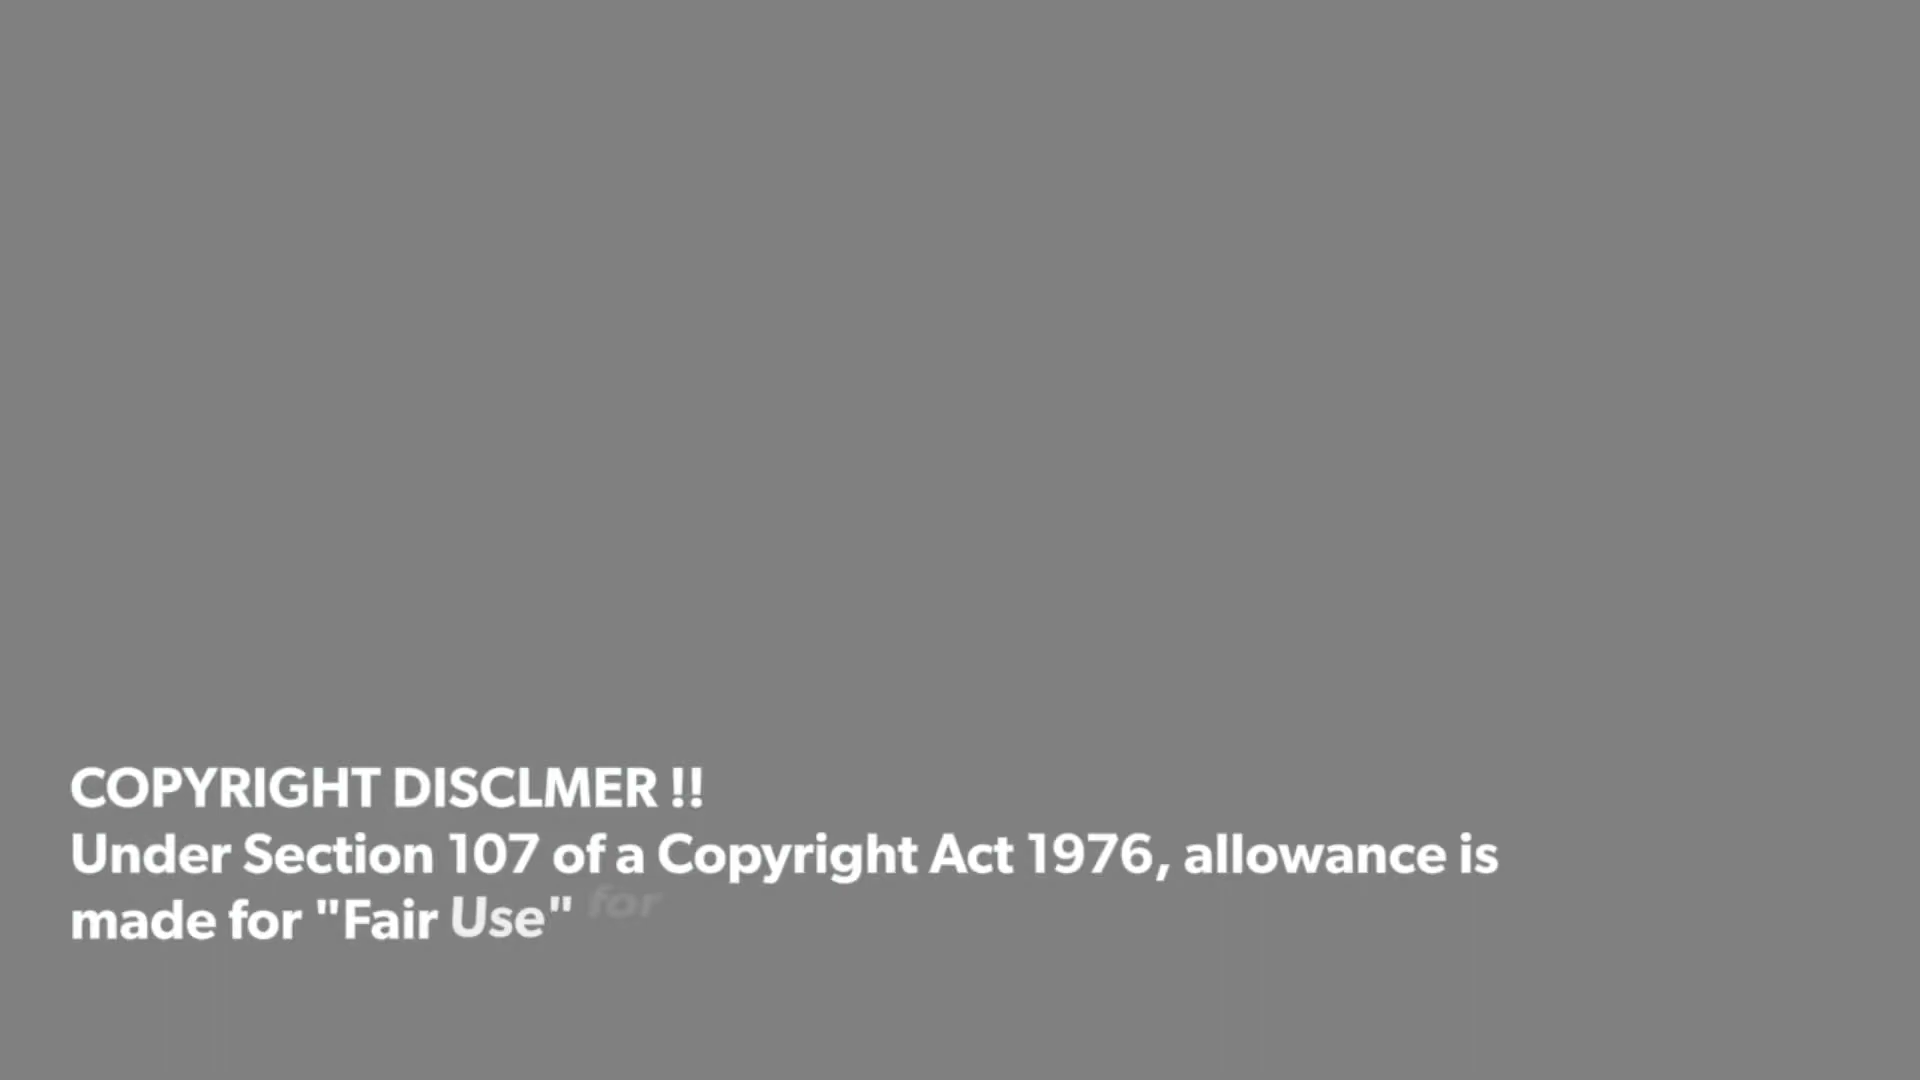 COPYRIGHT DISCLMER !!
Under Section 107 of a Copyright Act 1976, allowance is
made for "Fair Use" for